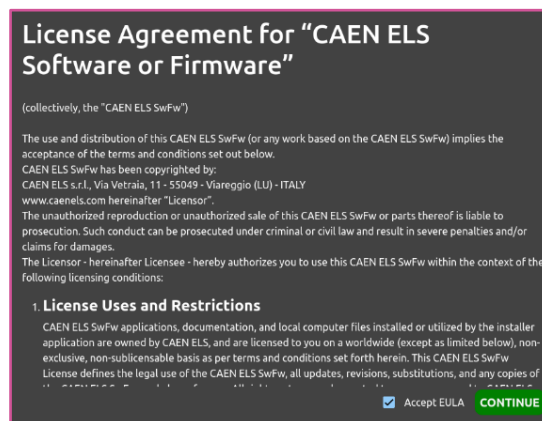 License Agreement for “CAEN ELS
Software or Firmware”
(collectively, the "CAEN ELS SwFw")
The use and distribution of this CAEN ELS SwFw (or any work based on the CAEN ELS SwFw) implies the
acceptance of the terms and conditions set out below.
CAEN ELS SwFw has been copyrighted by:
CAEN ELS s.r.l., Via Vetraia, 11 - 55049 - Viareggio (LU) - ITALY
www.caenels.com hereinafter "Licensor".
The unauthorized reproduction or unauthorized sale of this CAEN ELS SwFw or parts thereof is liable to
prosecution. Such conduct can be prosecuted under criminal or civil law and result in severe penalties and/or
claims for damages.
The Licensor - hereinafter Licensee - hereby authorizes you to use this CAEN ELS SwFw within the context of the
following licensing conditions:
1. License Uses and Restrictions
CAEN ELS SwFw applications, documentation, and local computer files installed or utilized by the installer
application are owned by CAEN ELS, and are licensed to you on a worldwide (except as limited below), non-
exclusive, non-sublicensable basis as per terms and conditions set forth herein. This CAEN ELS SwFw
License defines the legal use of the CAEN ELS SwFw, all updates, revisions, substitutions, and any copies of
Accept EULA CONTINUE